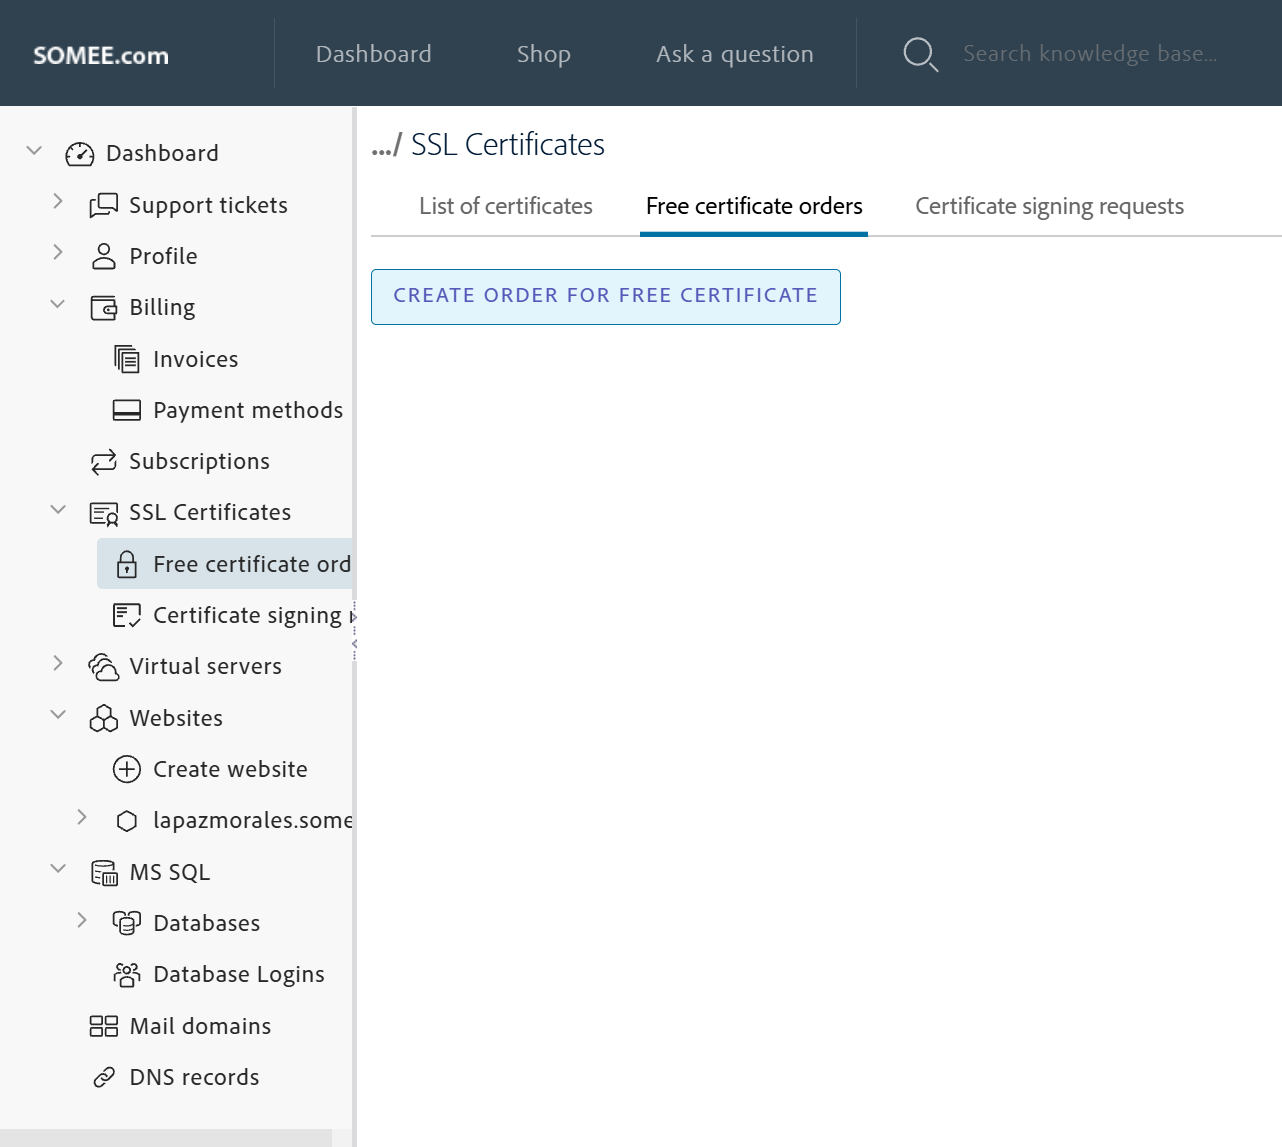 SOMEE.com
Dashboard
Shop
Ask a question
Search knowledge base...
Dashboard
Support tickets
Profile
Billing
Invoices
Payment methods
Subscriptions
SSL Certificates
Free certificate ord
Certificate signing r
Virtual servers
Websites
Create website
lapazmorales.some
MS SQL
Databases
Database Logins
Mail domains
DNS records
.../ SSL Certificates
List of certificates
Free certificate orders
Certificate signing requests
CREATE ORDER FOR FREE CERTIFICATE